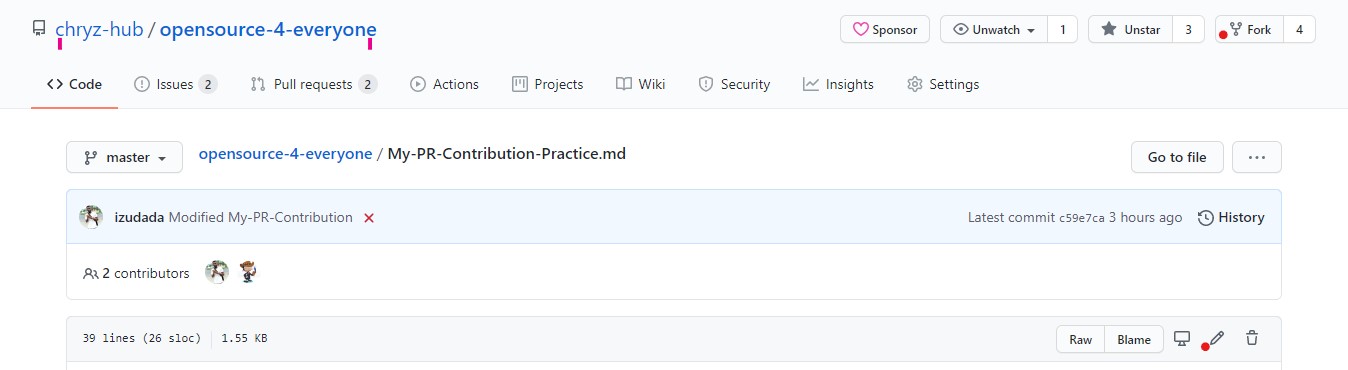 chryz-hub / opensource-4-everyone Sponsor Unwatch 1 Unstar 3 Fork 4
Code Issues 2 Pull requests 2 Actions Projects Wiki Security Insights Settings
master opensource-4-everyone / My-PR-Contribution-Practice.md Go to file ...
izudada Modified My-PR-Contribution Latest commit c59e7ca 3 hours ago History
2 contributors
39 lines (26 sloc) 1.55 KB Raw Blame